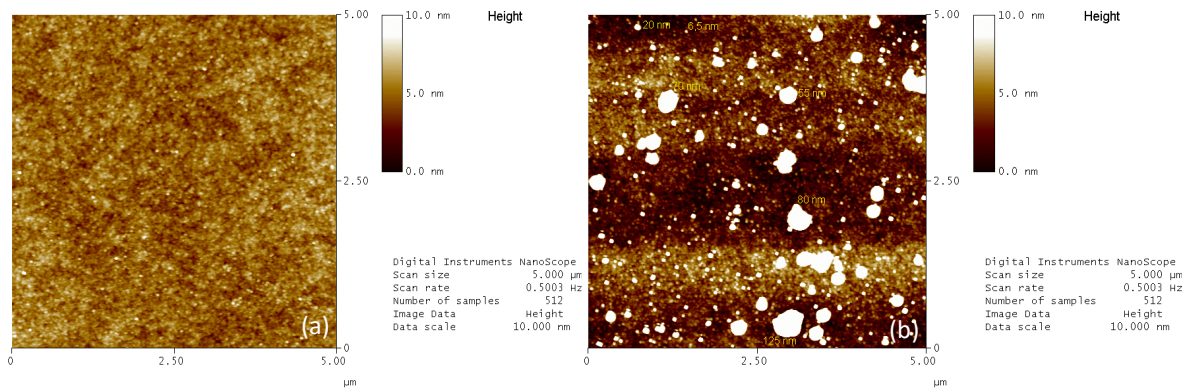 5.00
10.0 nm
Height
5.0 nm
0.0 nm
2.50
Digital Instruments NanoScope
Scan size 5.000 µm
Scan rate 0.5003 Hz
Number of samples 512
Image Data Height
Data scale 10.000 nm
(a)
0
0
2.50
5.00
µm
20 nm
6,5 nm
70 nm
55 nm
80 nm
125 nm
(b)
5.00
10.0 nm
Height
5.0 nm
0.0 nm
2.50
Digital Instruments NanoScope
Scan size 5.000 µm
Scan rate 0.5003 Hz
Number of samples 512
Image Data Height
Data scale 10.000 nm
0
0
2.50
5.00
µm